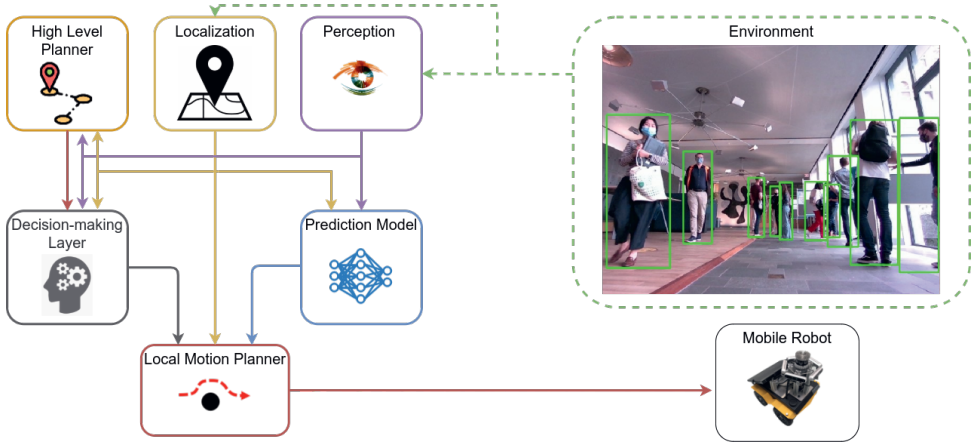 High Level
Planner
Localization
Perception
Environment
Decision-making
Layer
Prediction Model
Local Motion Planner
Mobile Robot